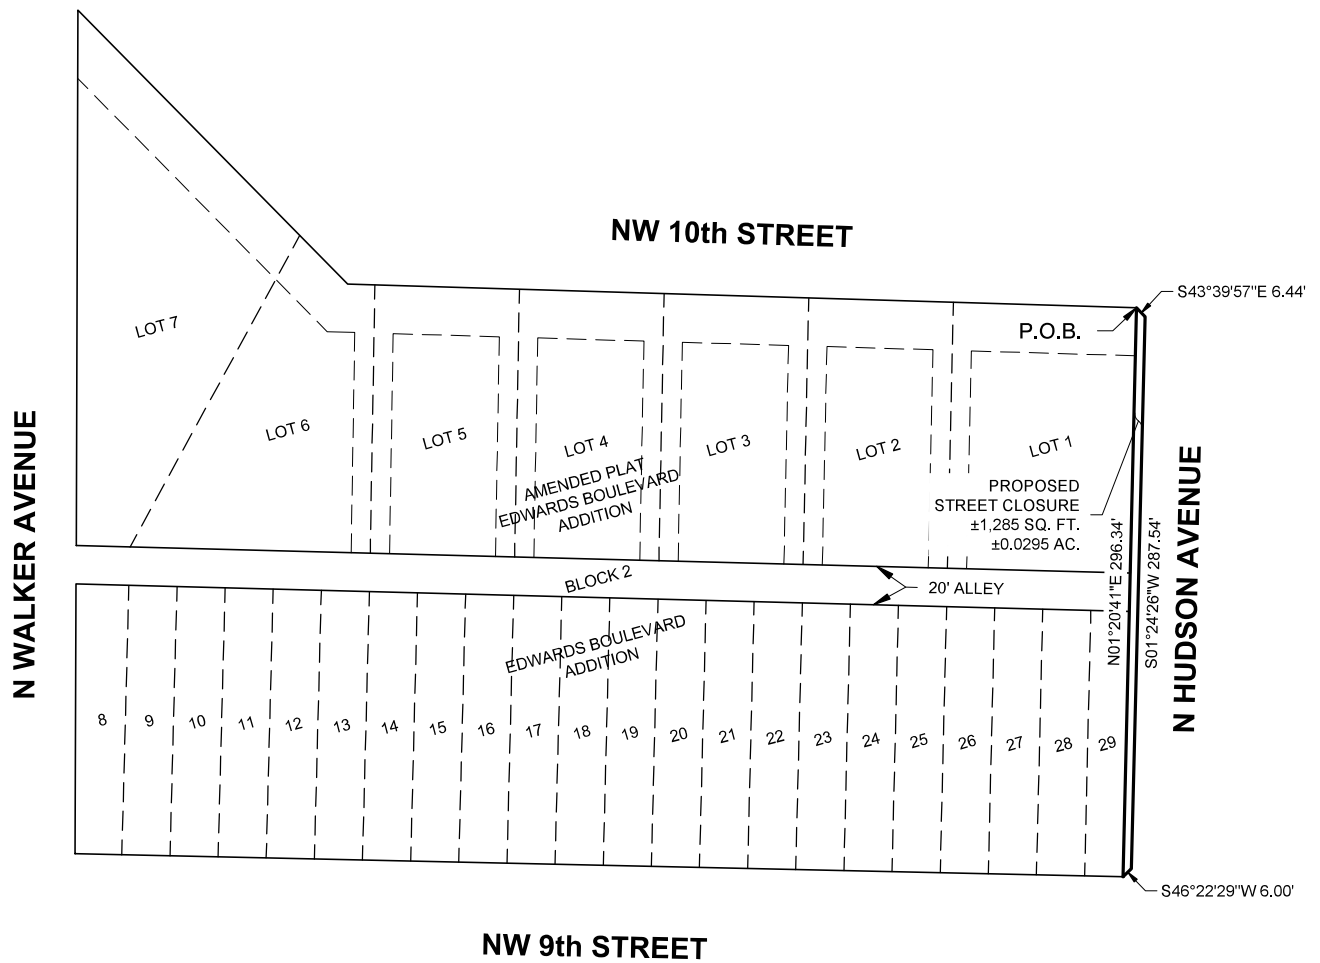 NW 10th STREET
S43°39'57"E 6.44'
P.O.B.
LOT 7
LOT 6
LOT 5
LOT 4
LOT 3
LOT 2
LOT 1
AMENDED PLAT
EDWARDS BOULEVARD
ADDITION
PROPOSED
STREET CLOSURE
±1,285 SQ. FT.
±0.0295 AC.
N WALKER AVENUE
N01°20'41"E 296.34'
S01°24'26"W 287.54'
N HUDSON AVENUE
BLOCK 2
20' ALLEY
EDWARDS BOULEVARD
ADDITION
8
9
10
11
12
13
14
15
16
17
18
19
20
21
22
23
24
25
26
27
28
29
S46°22'29"W 6.00'
NW 9th STREET